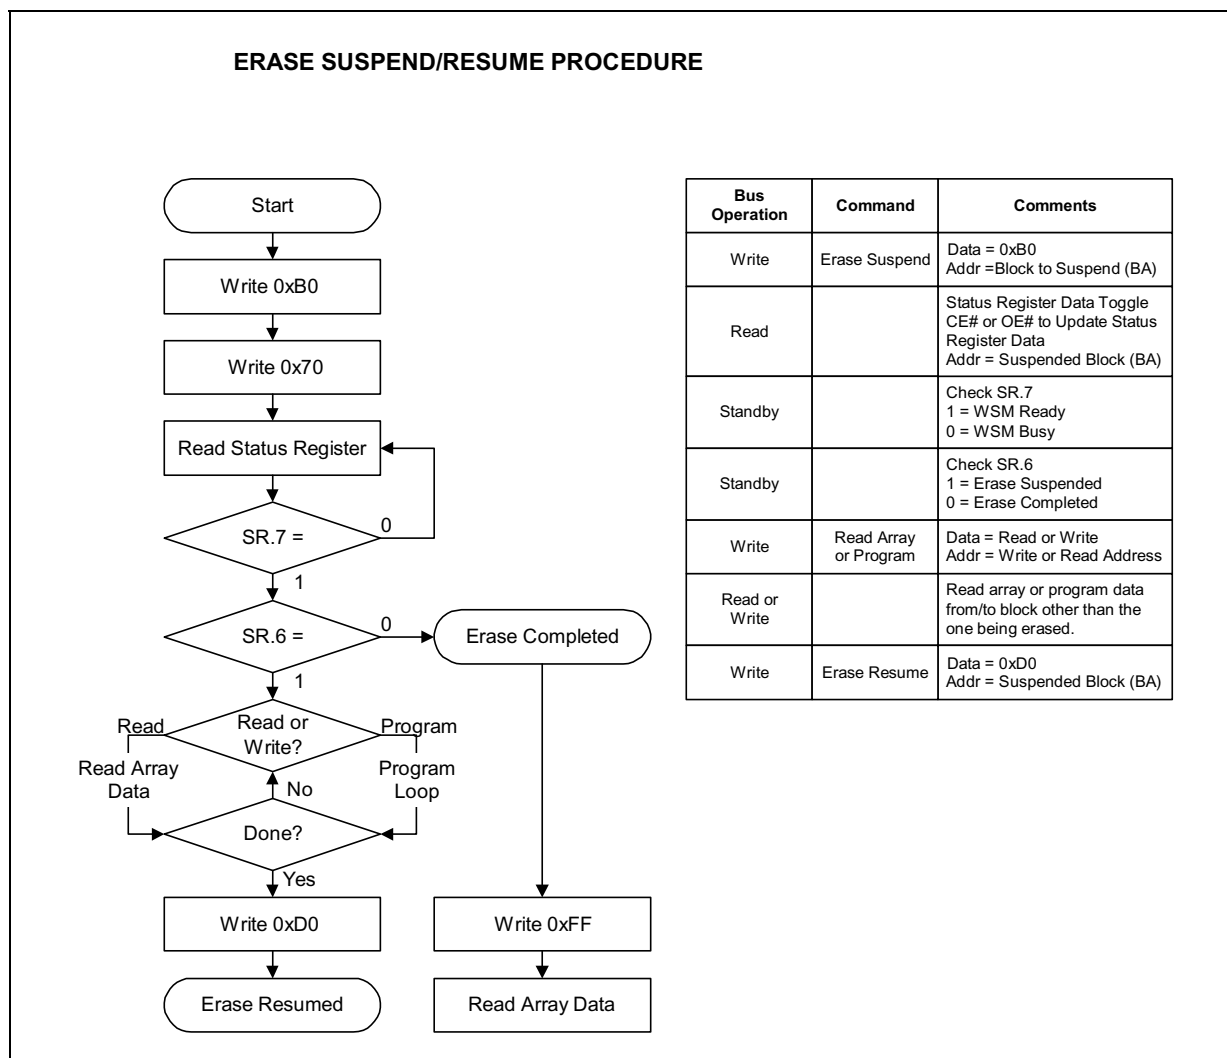 ERASE SUSPEND/RESUME PROCEDURE
Start
Write 0xB0
Write 0x70
Read Status Register
SR.7 =
0
1
SR.6 =
0
Erase Completed
1
Read
Read or
Write?
Program
Read Array
Data
Program
Loop
No
Done?
Yes
Write 0xD0
Write 0xFF
Erase Resumed
Read Array Data
Bus
Operation
Command
Comments
Write
Erase Suspend
Data = 0xB0
Addr =Block to Suspend (BA)
Read
Status Register Data Toggle
CE# or OE# to Update Status
Register Data
Addr = Suspended Block (BA)
Standby
Check SR.7
1 = WSM Ready
0 = WSM Busy
Standby
Check SR.6
1 = Erase Suspended
0 = Erase Completed
Write
Read Array
or Program
Data = Read or Write
Addr = Write or Read Address
Read or
Write
Read array or program data
from/to block other than the
one being erased.
Write
Erase Resume
Data = 0xD0
Addr = Suspended Block (BA)